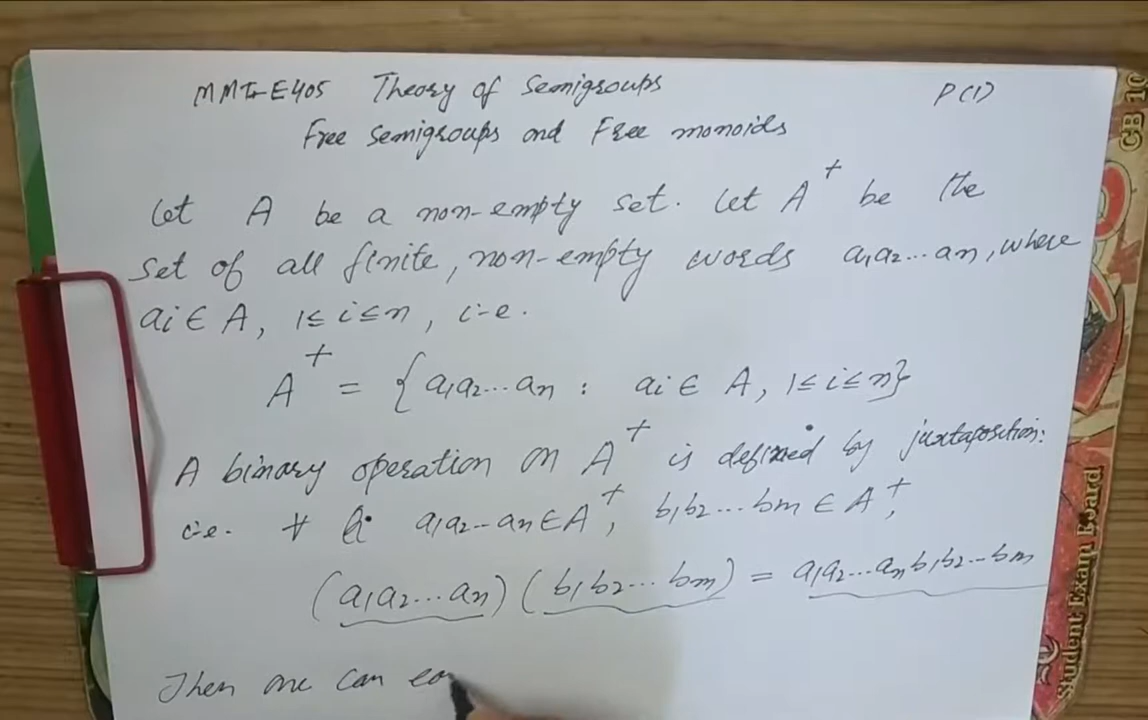 MMT-E405 Theory of Semigroups
P(1)
Free Semigroups and Free monoids
Let A be a non-empty set. Let A⁺ be the
set of all finite, non-empty words a₁a₂...aₙ, where
aᵢ ∈ A, 1≤ i ≤ n, i.e.
A⁺ = {a₁a₂...aₙ : aᵢ ∈ A, 1≤ i ≤ n}
A binary operation on A⁺ is defined by juxtaposition:
i.e. ∀ a₁a₂...aₙ ∈ A⁺, b₁b₂...bₘ ∈ A⁺,
(a₁a₂...aₙ) (b₁b₂...bₘ) = a₁a₂...aₙb₁b₂...bₘ
Then one can ea
CB 10
Student Exam Board